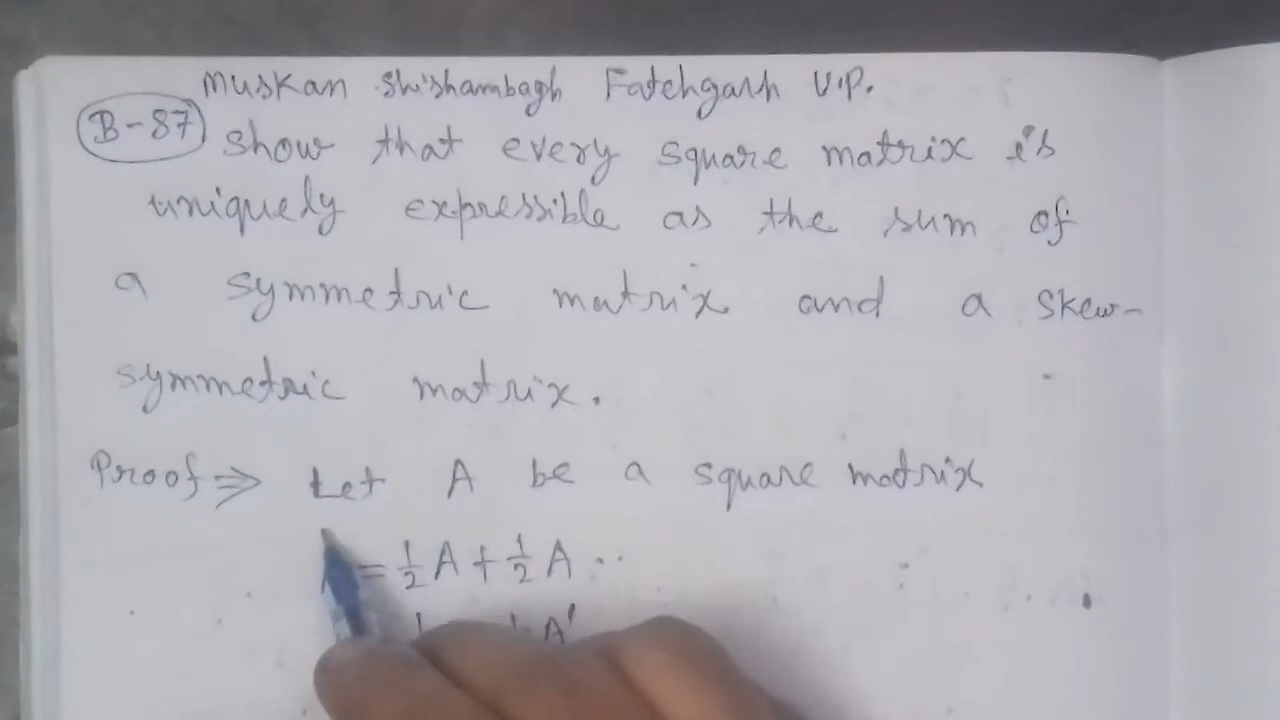 Muskan Shishambagh Fatehgarh U.P.
B-87
Show that every square matrix is
uniquely expressible as the sum of
a symmetric matrix and a skew-
symmetric matrix.
Proof ⇒ Let A be a square matrix
= ½A + ½A ..
A'